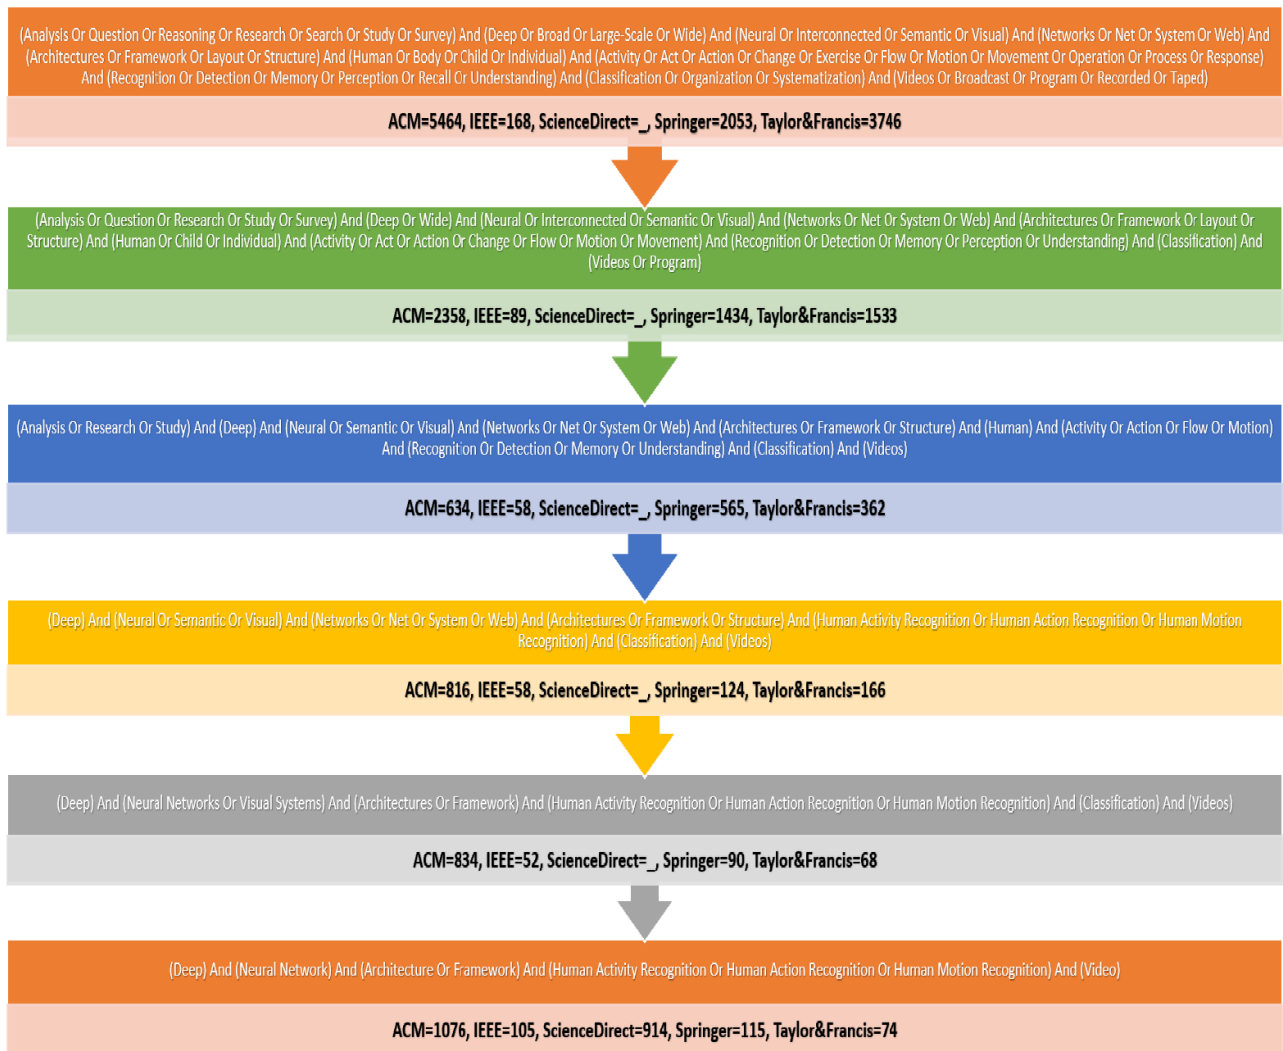 (Analysis Or Question Or Reasoning Or Research Or Search Or Study Or Survey) And (Deep Or Broad Or Large-Scale Or Wide) And (Neural Or Interconnected Or Semantic Or Visual) And (Networks Or Net Or System Or Web) And
(Architectures Or Framework Or Layout Or Structure) And (Human Or Body Or Child Or Individual) And (Activity Or Act Or Action Or Change Or Exercise Or Flow Or Motion Or Movement Or Operation Or Process Or Response)
And (Recognition Or Detection Or Memory Or Perception Or Recall Or Understanding) And (Classification Or Organization Or Systematization) And (Videos Or Broadcast Or Program Or Recorded Or Taped)
ACM=5464, IEEE=168, ScienceDirect=_, Springer=2053, Taylor&Francis=3746
(Analysis Or Question Or Research Or Study Or Survey) And (Deep Or Wide) And (Neural Or Interconnected Or Semantic Or Visual) And (Networks Or Net Or System Or Web) And (Architectures Or Framework Or Layout Or
Structure) And (Human Or Child Or Individual) And (Activity Or Act Or Action Or Change Or Flow Or Motion Or Movement) And (Recognition Or Detection Or Memory Or Perception Or Understanding) And (Classification) And
(Videos Or Program)
ACM=2358, IEEE=89, ScienceDirect=_, Springer=1434, Taylor&Francis=1533
(Analysis Or Research Or Study) And (Deep) And (Neural Or Semantic Or Visual) And (Networks Or Net Or System Or Web) And (Architectures Or Framework Or Structure) And (Human) And (Activity Or Action Or Flow Or Motion)
And (Recognition Or Detection Or Memory Or Understanding) And (Classification) And (Videos)
ACM=634, IEEE=58, ScienceDirect=_, Springer=565, Taylor&Francis=362
(Deep) And (Neural Or Semantic Or Visual) And (Networks Or Net Or System Or Web) And (Architectures Or Framework Or Structure) And (Human Activity Recognition Or Human Action Recognition Or Human Motion
Recognition) And (Classification) And (Videos)
ACM=816, IEEE=58, ScienceDirect=_, Springer=124, Taylor&Francis=166
(Deep) And (Neural Networks Or Visual Systems) And (Architectures Or Framework) And (Human Activity Recognition Or Human Action Recognition Or Human Motion Recognition) And (Classification) And (Videos)
ACM=834, IEEE=52, ScienceDirect=_, Springer=90, Taylor&Francis=68
(Deep) And (Neural Network) And (Architecture Or Framework) And (Human Activity Recognition Or Human Action Recognition Or Human Motion Recognition) And (Video)
ACM=1076, IEEE=105, ScienceDirect=914, Springer=115, Taylor&Francis=74